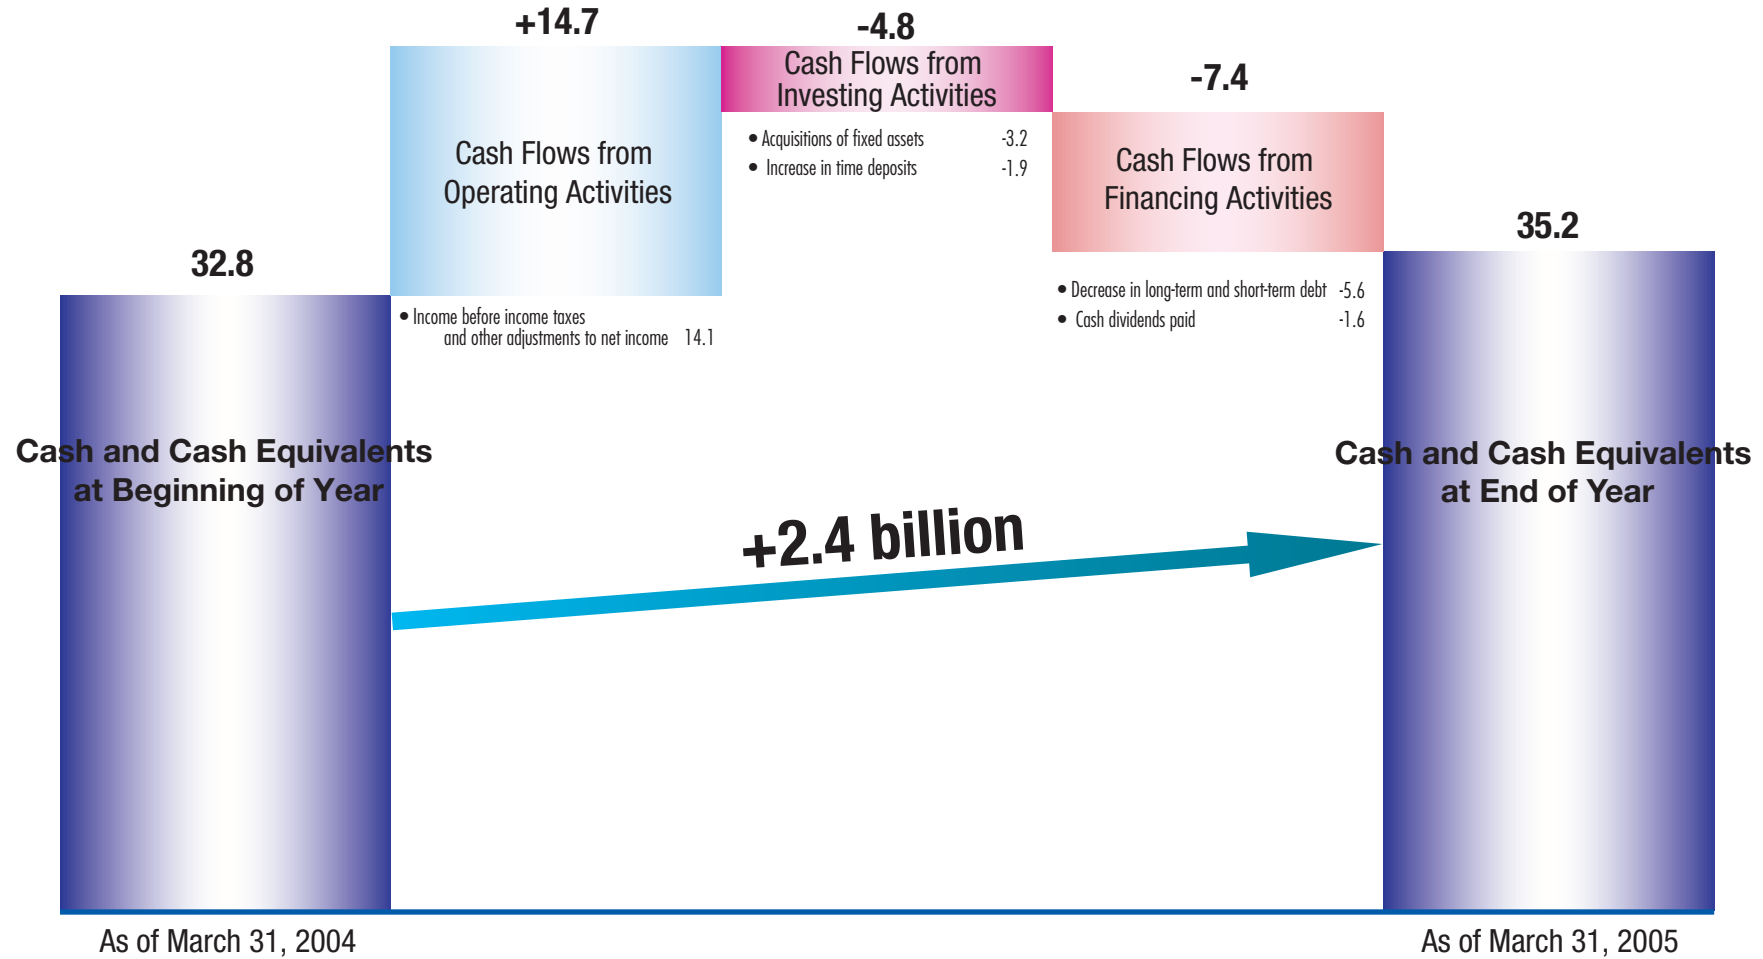 +14.7
-4.8
Cash Flows from
Investing Activities
-7.4
• Acquisitions of fixed assets -3.2
• Increase in time deposits -1.9
Cash Flows from
Operating Activities
Cash Flows from
Financing Activities
35.2
32.8
• Income before income taxes
and other adjustments to net income 14.1
• Decrease in long-term and short-term debt -5.6
• Cash dividends paid -1.6
Cash and Cash Equivalents
at Beginning of Year
Cash and Cash Equivalents
at End of Year
+2.4 billion
As of March 31, 2004
As of March 31, 2005